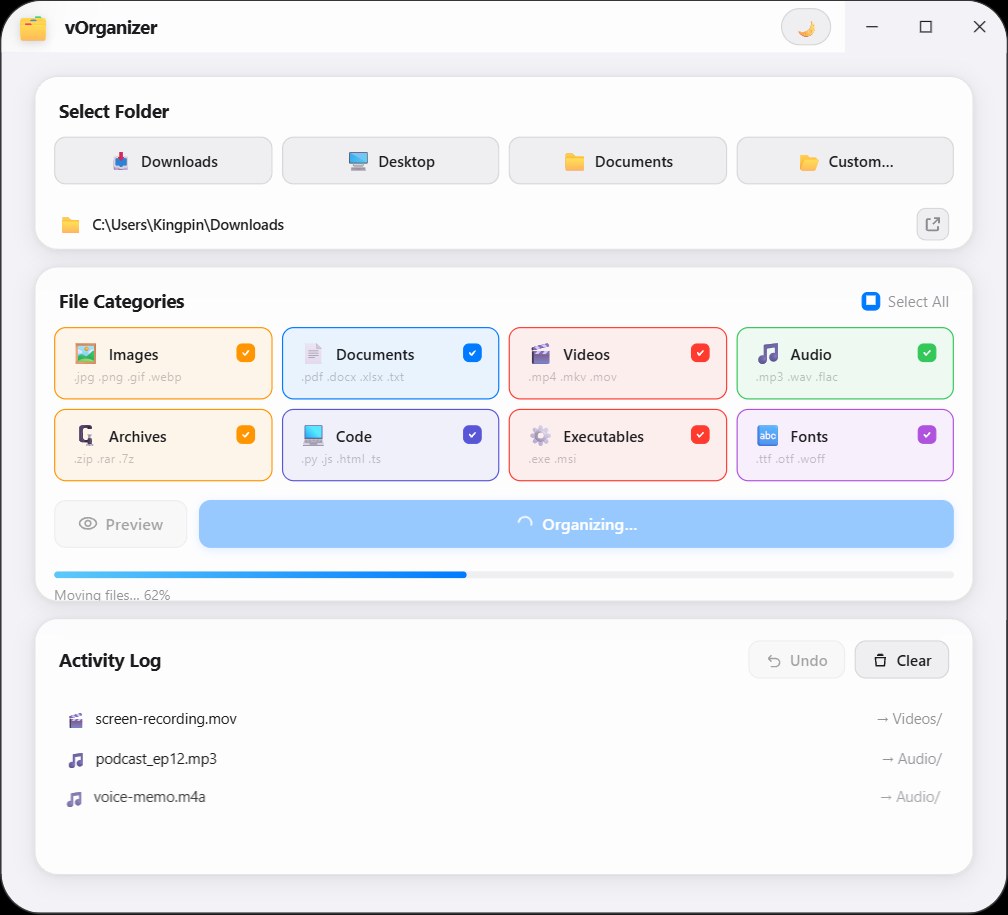 vOrganizer
Select Folder
Downloads
Desktop
Documents
Custom...
C:\Users\Kingpin\Downloads
File Categories
Select All
Images
.jpg .png .gif .webp
Documents
.pdf .docx .xlsx .txt
Videos
.mp4 .mkv .mov
Audio
.mp3 .wav .flac
Archives
.zip .rar .7z
Code
.py .js .html .ts
Executables
.exe .msi
abc
Fonts
.ttf .otf .woff
Preview
Organizing...
Moving files... 62%
Activity Log
Undo
Clear
screen-recording.mov → Videos/
podcast_ep12.mp3 → Audio/
voice-memo.m4a → Audio/